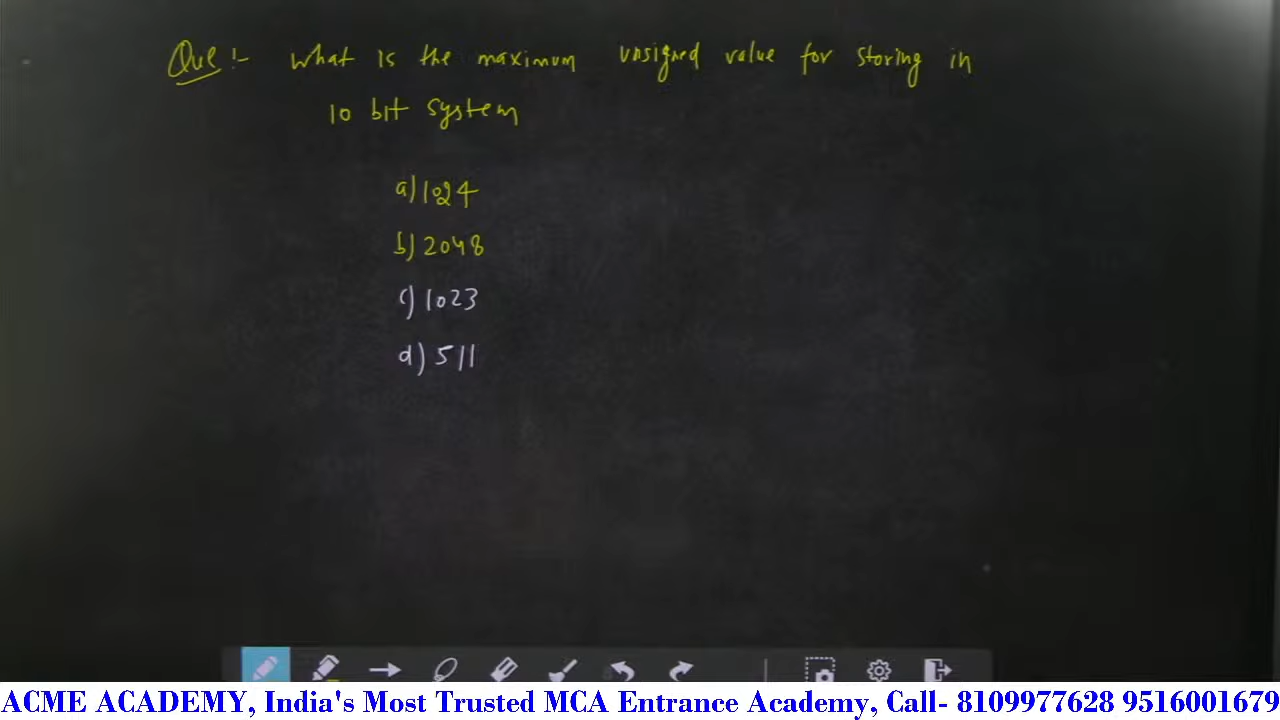 Que :- What is the maximum unsigned value for storing in
10 bit system
a) 1024
b) 2048
c) 1023
d) 511
ACME ACADEMY, India's Most Trusted MCA Entrance Academy, Call- 8109977628 9516001679